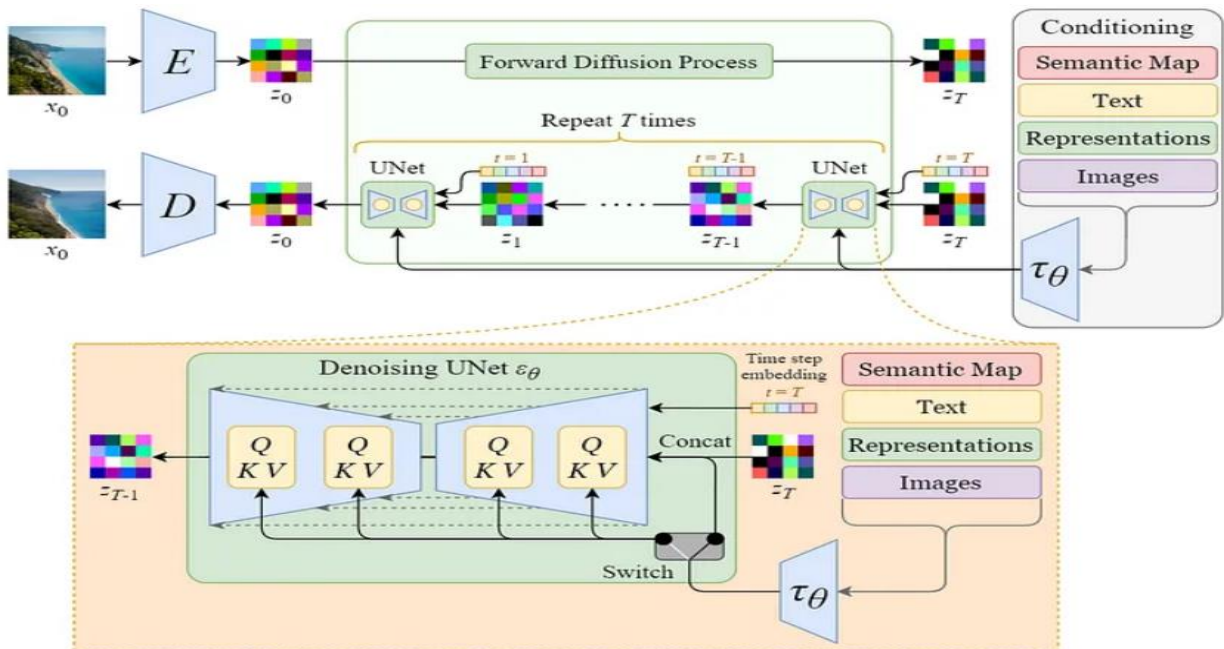 Conditioning
Semantic Map
Text
Representations
Images
τθ
x0
E
z0
Forward Diffusion Process
zT
Repeat T times
x0
D
z0
UNet
t = 1
z1
t = T-1
zT-1
UNet
t = T
zT
Denoising UNet εθ
Q
K V
Q
K V
Q
K V
Q
K V
zT-1
Time step
embedding
t = T
Concat
zT
Switch
Semantic Map
Text
Representations
Images
τθ